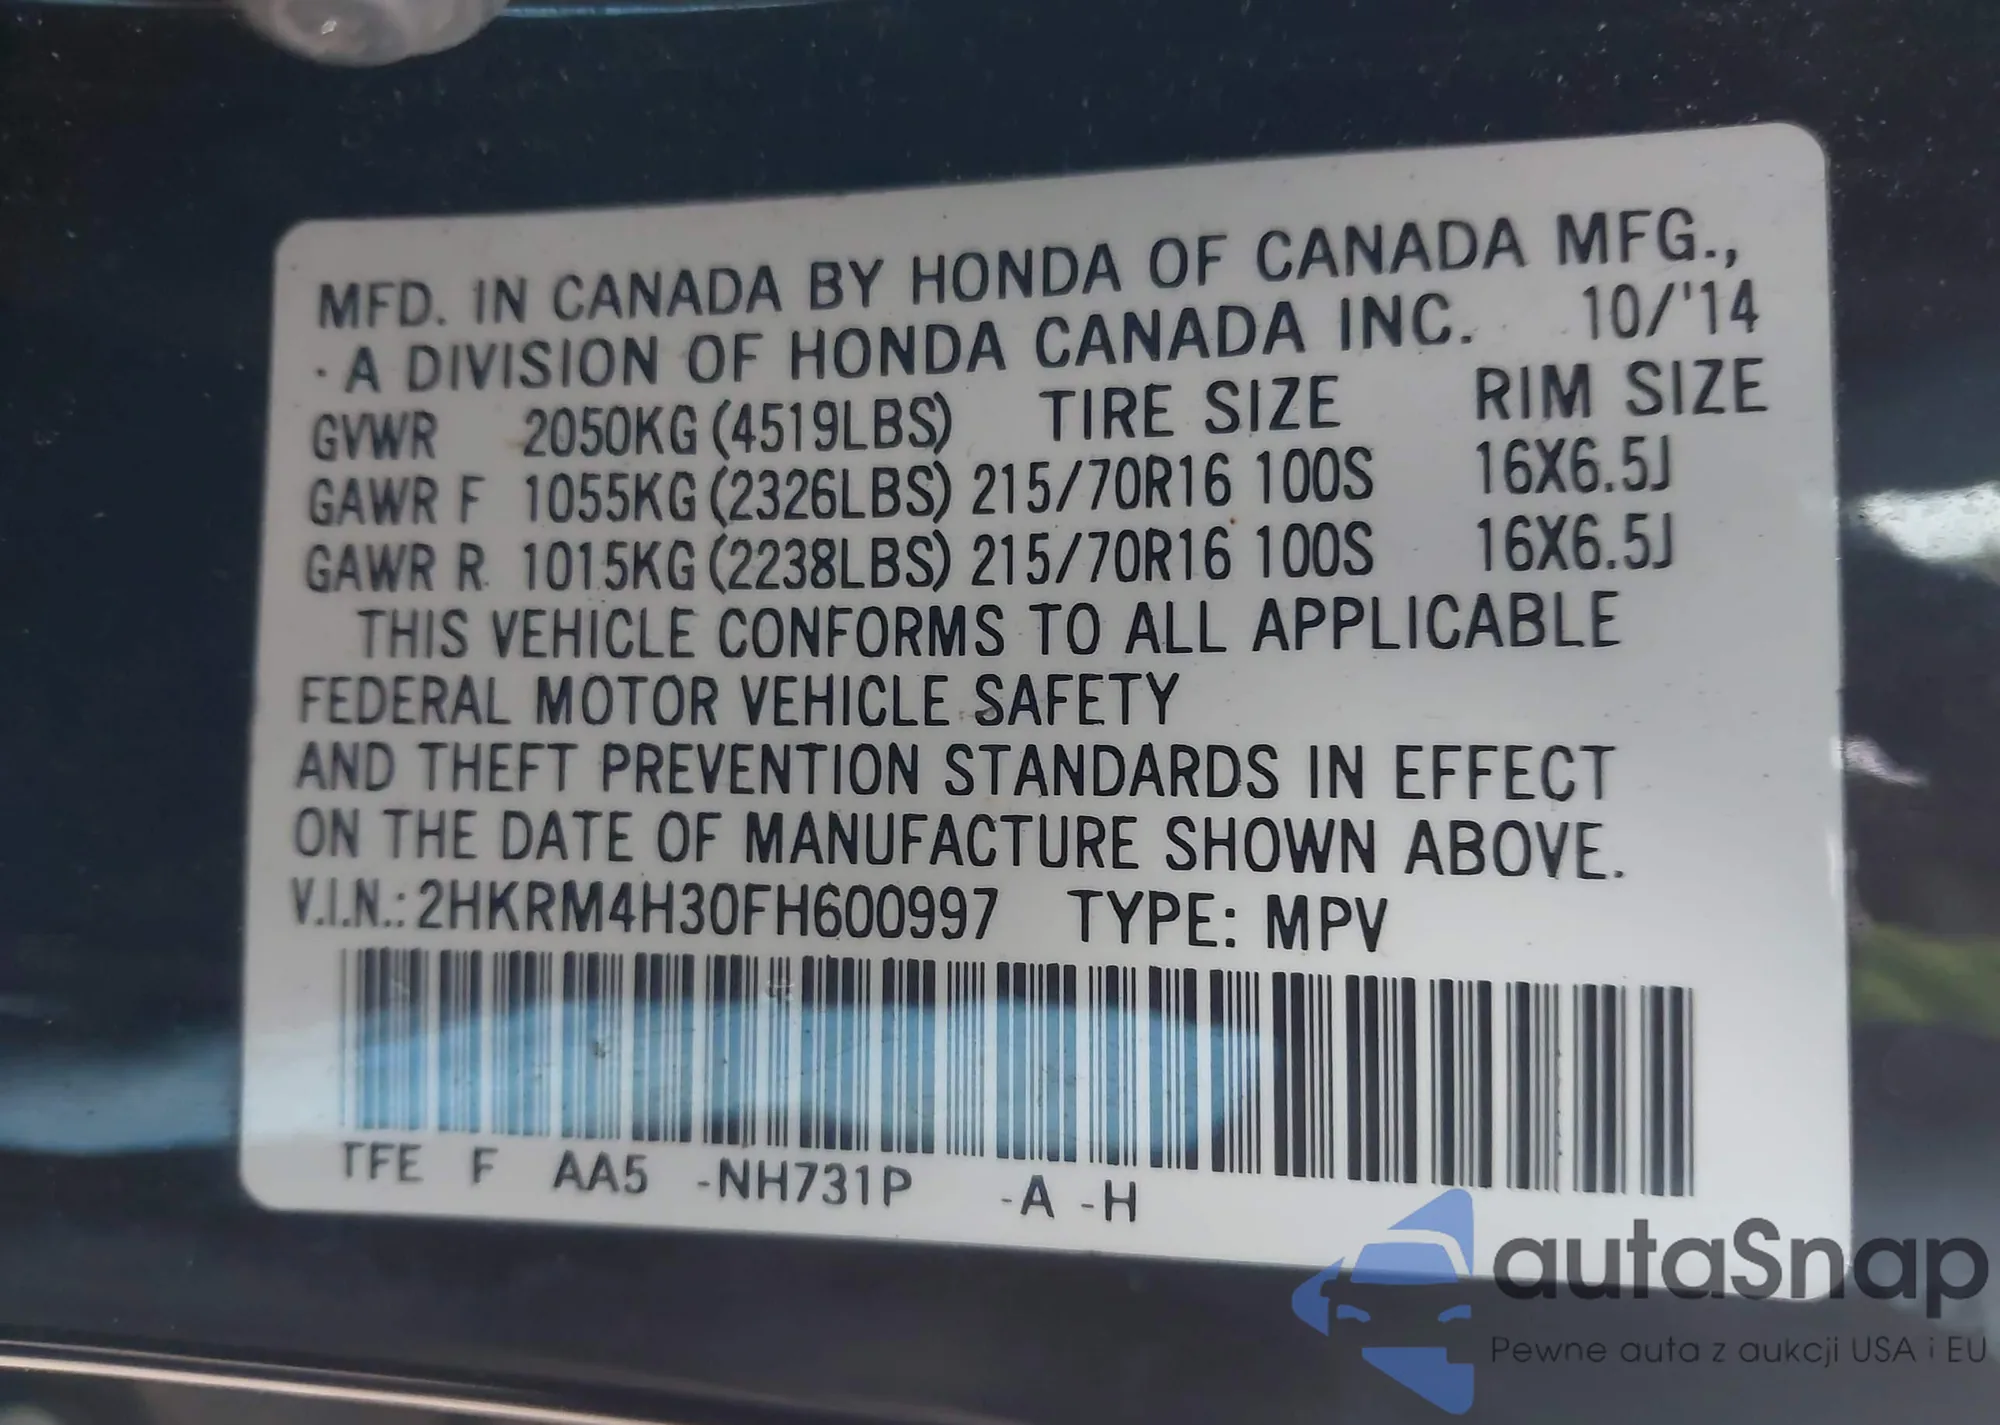 MFD. IN CANADA BY HONDA OF CANADA MFG.,
A DIVISION OF HONDA CANADA INC. 10/'14
GVWR 2050KG (4519LBS) TIRE SIZE RIM SIZE
GAWR F 1055KG (2326LBS) 215/70R16 100S 16X6.5J
GAWR R 1015KG (2238LBS) 215/70R16 100S 16X6.5J
THIS VEHICLE CONFORMS TO ALL APPLICABLE
FEDERAL MOTOR VEHICLE SAFETY
AND THEFT PREVENTION STANDARDS IN EFFECT
ON THE DATE OF MANUFACTURE SHOWN ABOVE.
V.I.N.: 2HKRM4H30FH600997 TYPE: MPV
TFE F AA5 -NH731P -A -H
autaSnap
Pewne auta z aukcji USA i EU